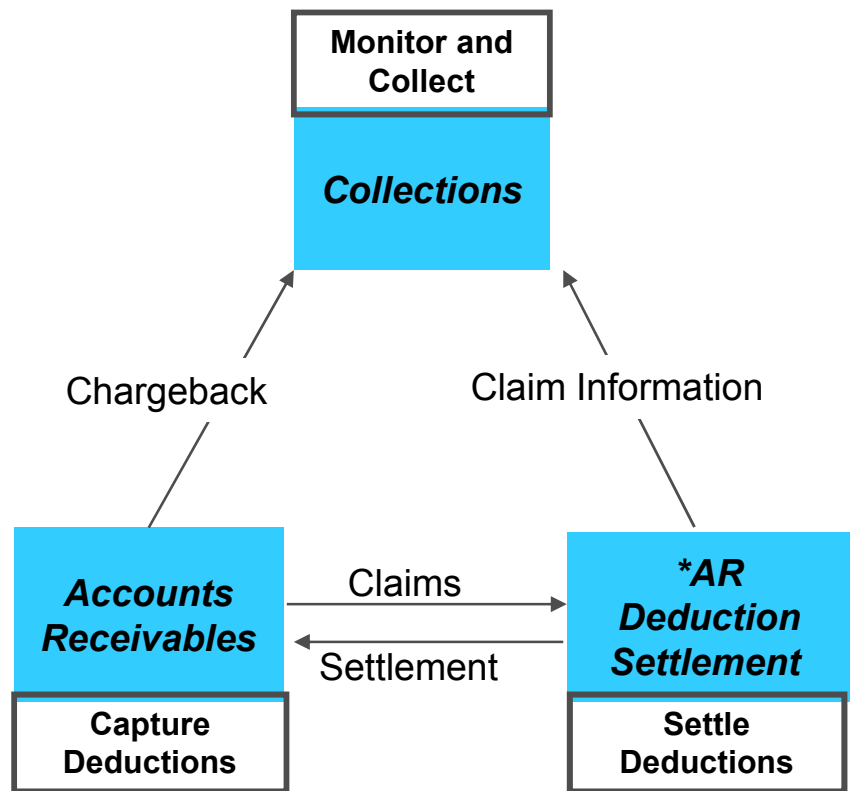 Monitor and
Collect
Collections
Chargeback
Claim Information
Accounts
Receivables
Claims
Settlement
*AR
Deduction
Settlement
Capture
Deductions
Settle
Deductions